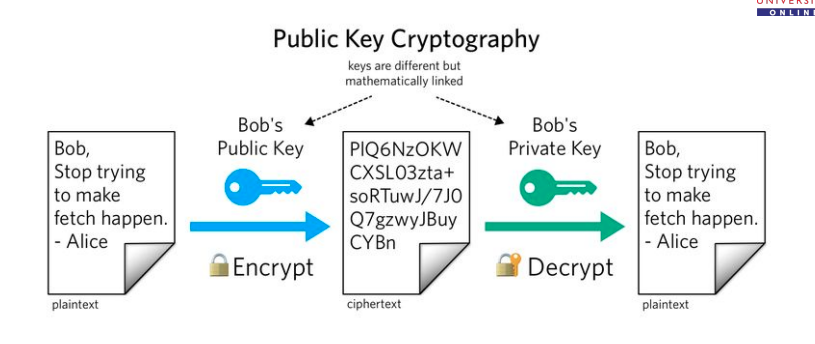 UNIVERSI
ONLINE
Public Key Cryptography
keys are different but
mathematically linked
Bob,
Stop trying
to make
fetch happen.
- Alice
plaintext
Bob's
Public Key
Encrypt
PIQ6NzOKW
CXSL03zta+
soRTuwJ/7J0
Q7gzwyJBuy
CYBn
ciphertext
Bob's
Private Key
Decrypt
Bob,
Stop trying
to make
fetch happen.
- Alice
plaintext